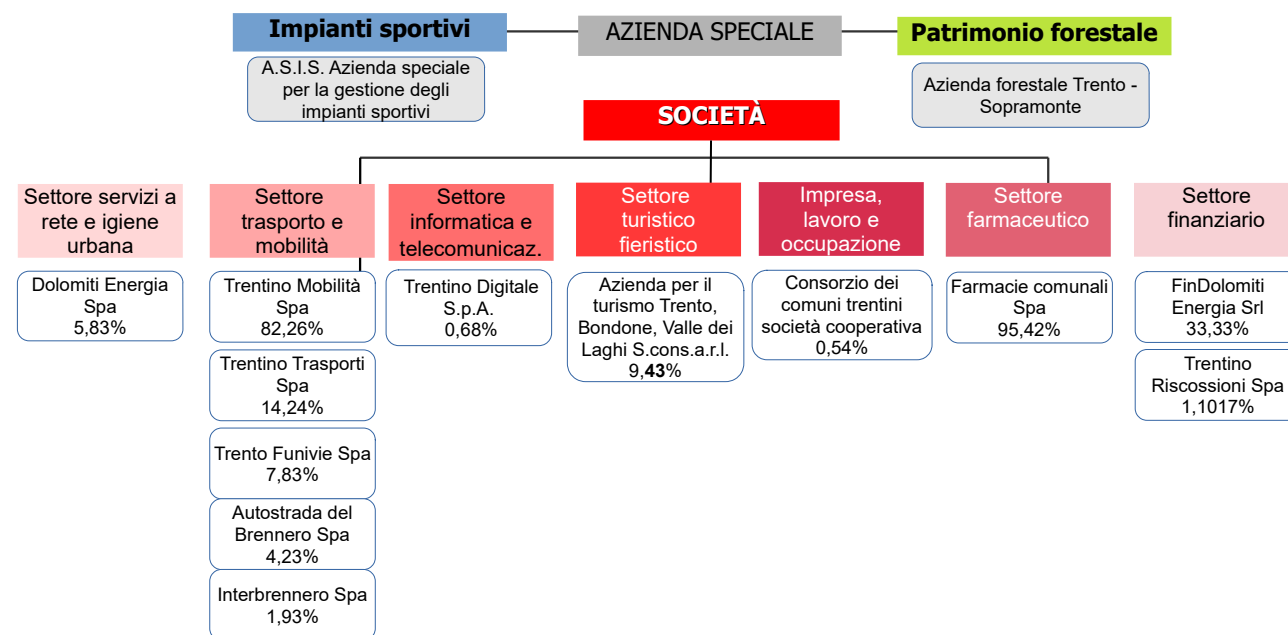 Impianti sportivi
AZIENDA SPECIALE
Patrimonio forestale
A.S.I.S. Azienda speciale
per la gestione degli
impianti sportivi
Azienda forestale Trento -
Sopramonte
SOCIETÀ
Settore servizi a
rete e igiene
urbana
Settore
trasporto e
mobilità
Settore
informatica e
telecomunicaz.
Settore
turistico
fieristico
Impresa,
lavoro e
occupazione
Settore
farmaceutico
Settore
finanziario
Dolomiti Energia
Spa
5,83%
Trentino Mobilità
Spa
82,26%
Trentino Digitale
S.p.A.
0,68%
Azienda per il
turismo Trento,
Bondone, Valle dei
Laghi S.cons.a.r.l.
9,43%
Consorzio dei
comuni trentini
società cooperativa
0,54%
Farmacie comunali
Spa
95,42%
FinDolomiti
Energia Srl
33,33%
Trentino Trasporti
Spa
14,24%
Trentino
Riscossioni Spa
1,1017%
Trento Funivie Spa
7,83%
Autostrada del
Brennero Spa
4,23%
Interbrennero Spa
1,93%